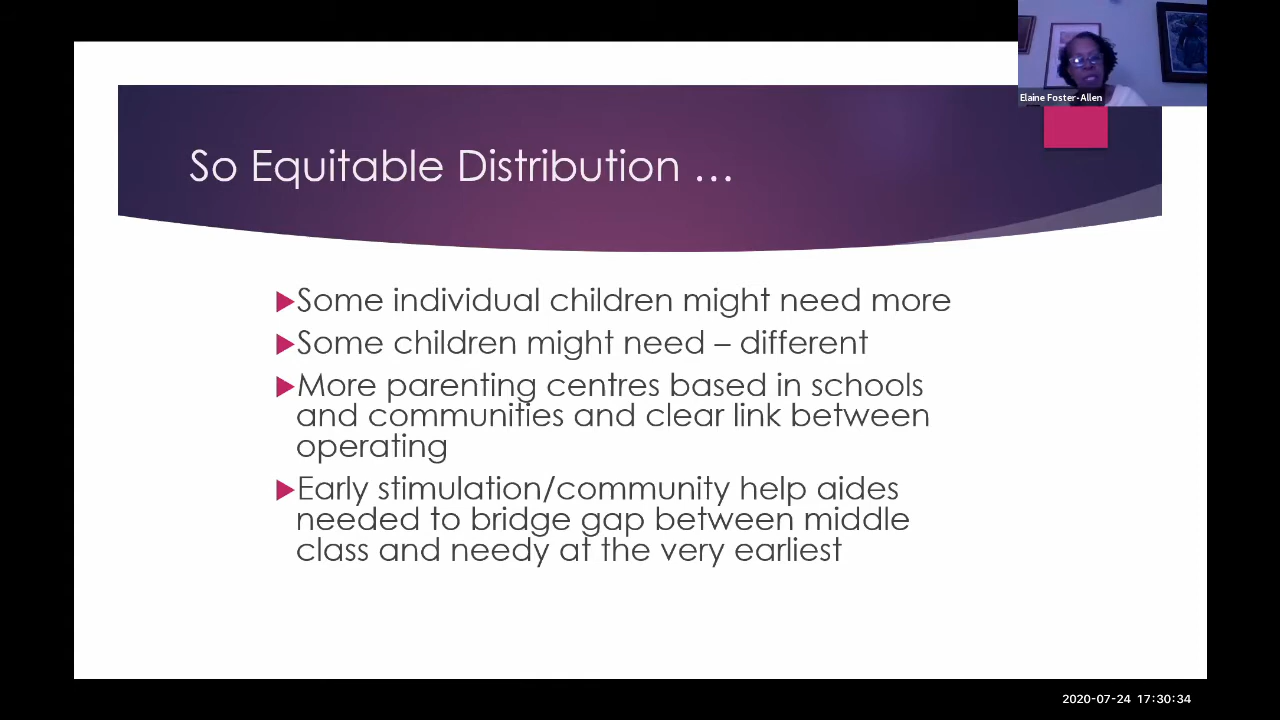 Elaine Foster-Allen
So Equitable Distribution ...
Some individual children might need more
Some children might need – different
More parenting centres based in schools
and communities and clear link between
operating
Early stimulation/community help aides
needed to bridge gap between middle
class and needy at the very earliest
2020-07-24 17:30:34